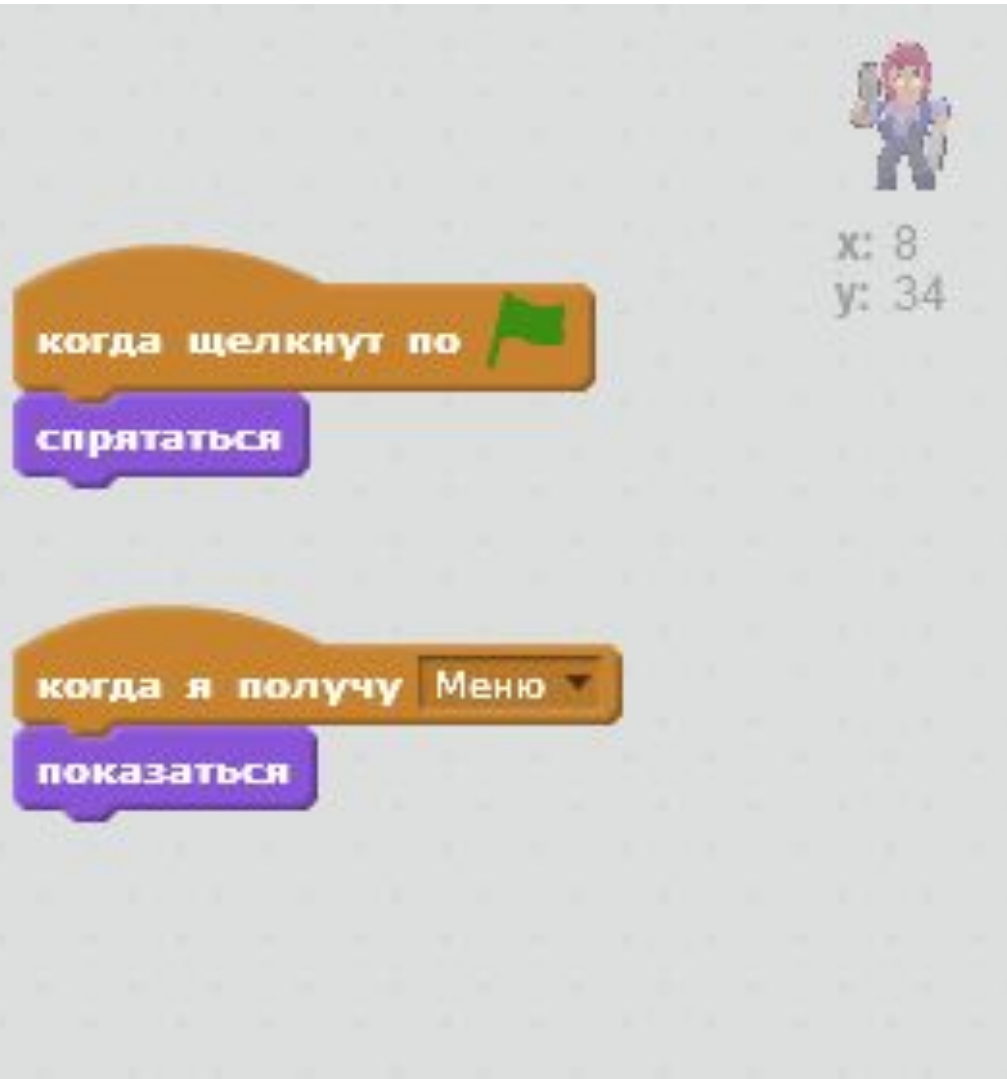 x: 8
y: 34
когда щелкнут по
спрятаться
когда я получу Меню
показаться